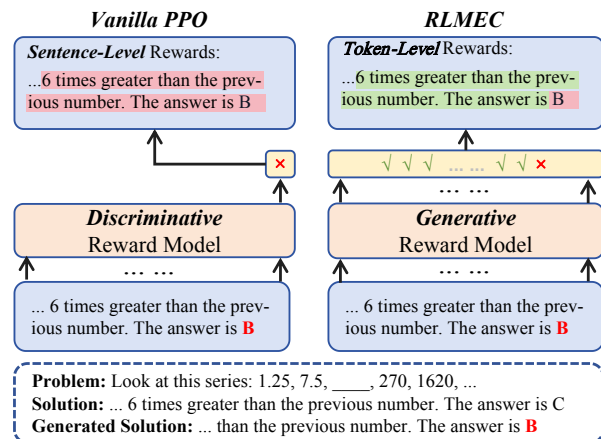 Vanilla PPO
Sentence-Level Rewards:
...6 times greater than the prev-
ious number. The answer is B
×
Discriminative
Reward Model
... ...
... 6 times greater than the prev-
ious number. The answer is B
RLMEC
Token-Level Rewards:
...6 times greater than the prev-
ious number. The answer is B
√ √ √ ... ... √ √ ×
... ...
Generative
Reward Model
... ...
... 6 times greater than the prev-
ious number. The answer is B
Problem: Look at this series: 1.25, 7.5, ____, 270, 1620, ...
Solution: ... 6 times greater than the previous number. The answer is C
Generated Solution: ... than the previous number. The answer is B